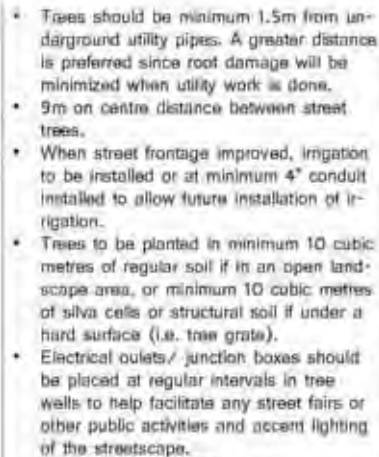 • Trees should be minimum 1.5m from un-
derground utility pipes. A greater distance
is preferred since root damage will be
minimized when utility work is done.
• 9m on centre distance between street
trees.
• When street frontage improved, irrigation
to be installed or at minimum 4" conduit
installed to allow future installation of ir-
rigation.
• Trees to be planted in minimum 10 cubic
metres of regular soil if in an open land-
scape area, or minimum 10 cubic metres
of silva cells or structural soil if under a
hard surface (i.e. tree grate).
• Electrical oulets/ junction boxes should
be placed at regular intervals in tree
wells to help facilitate any street fairs or
other public activities and accent lighting
of the streetscape.